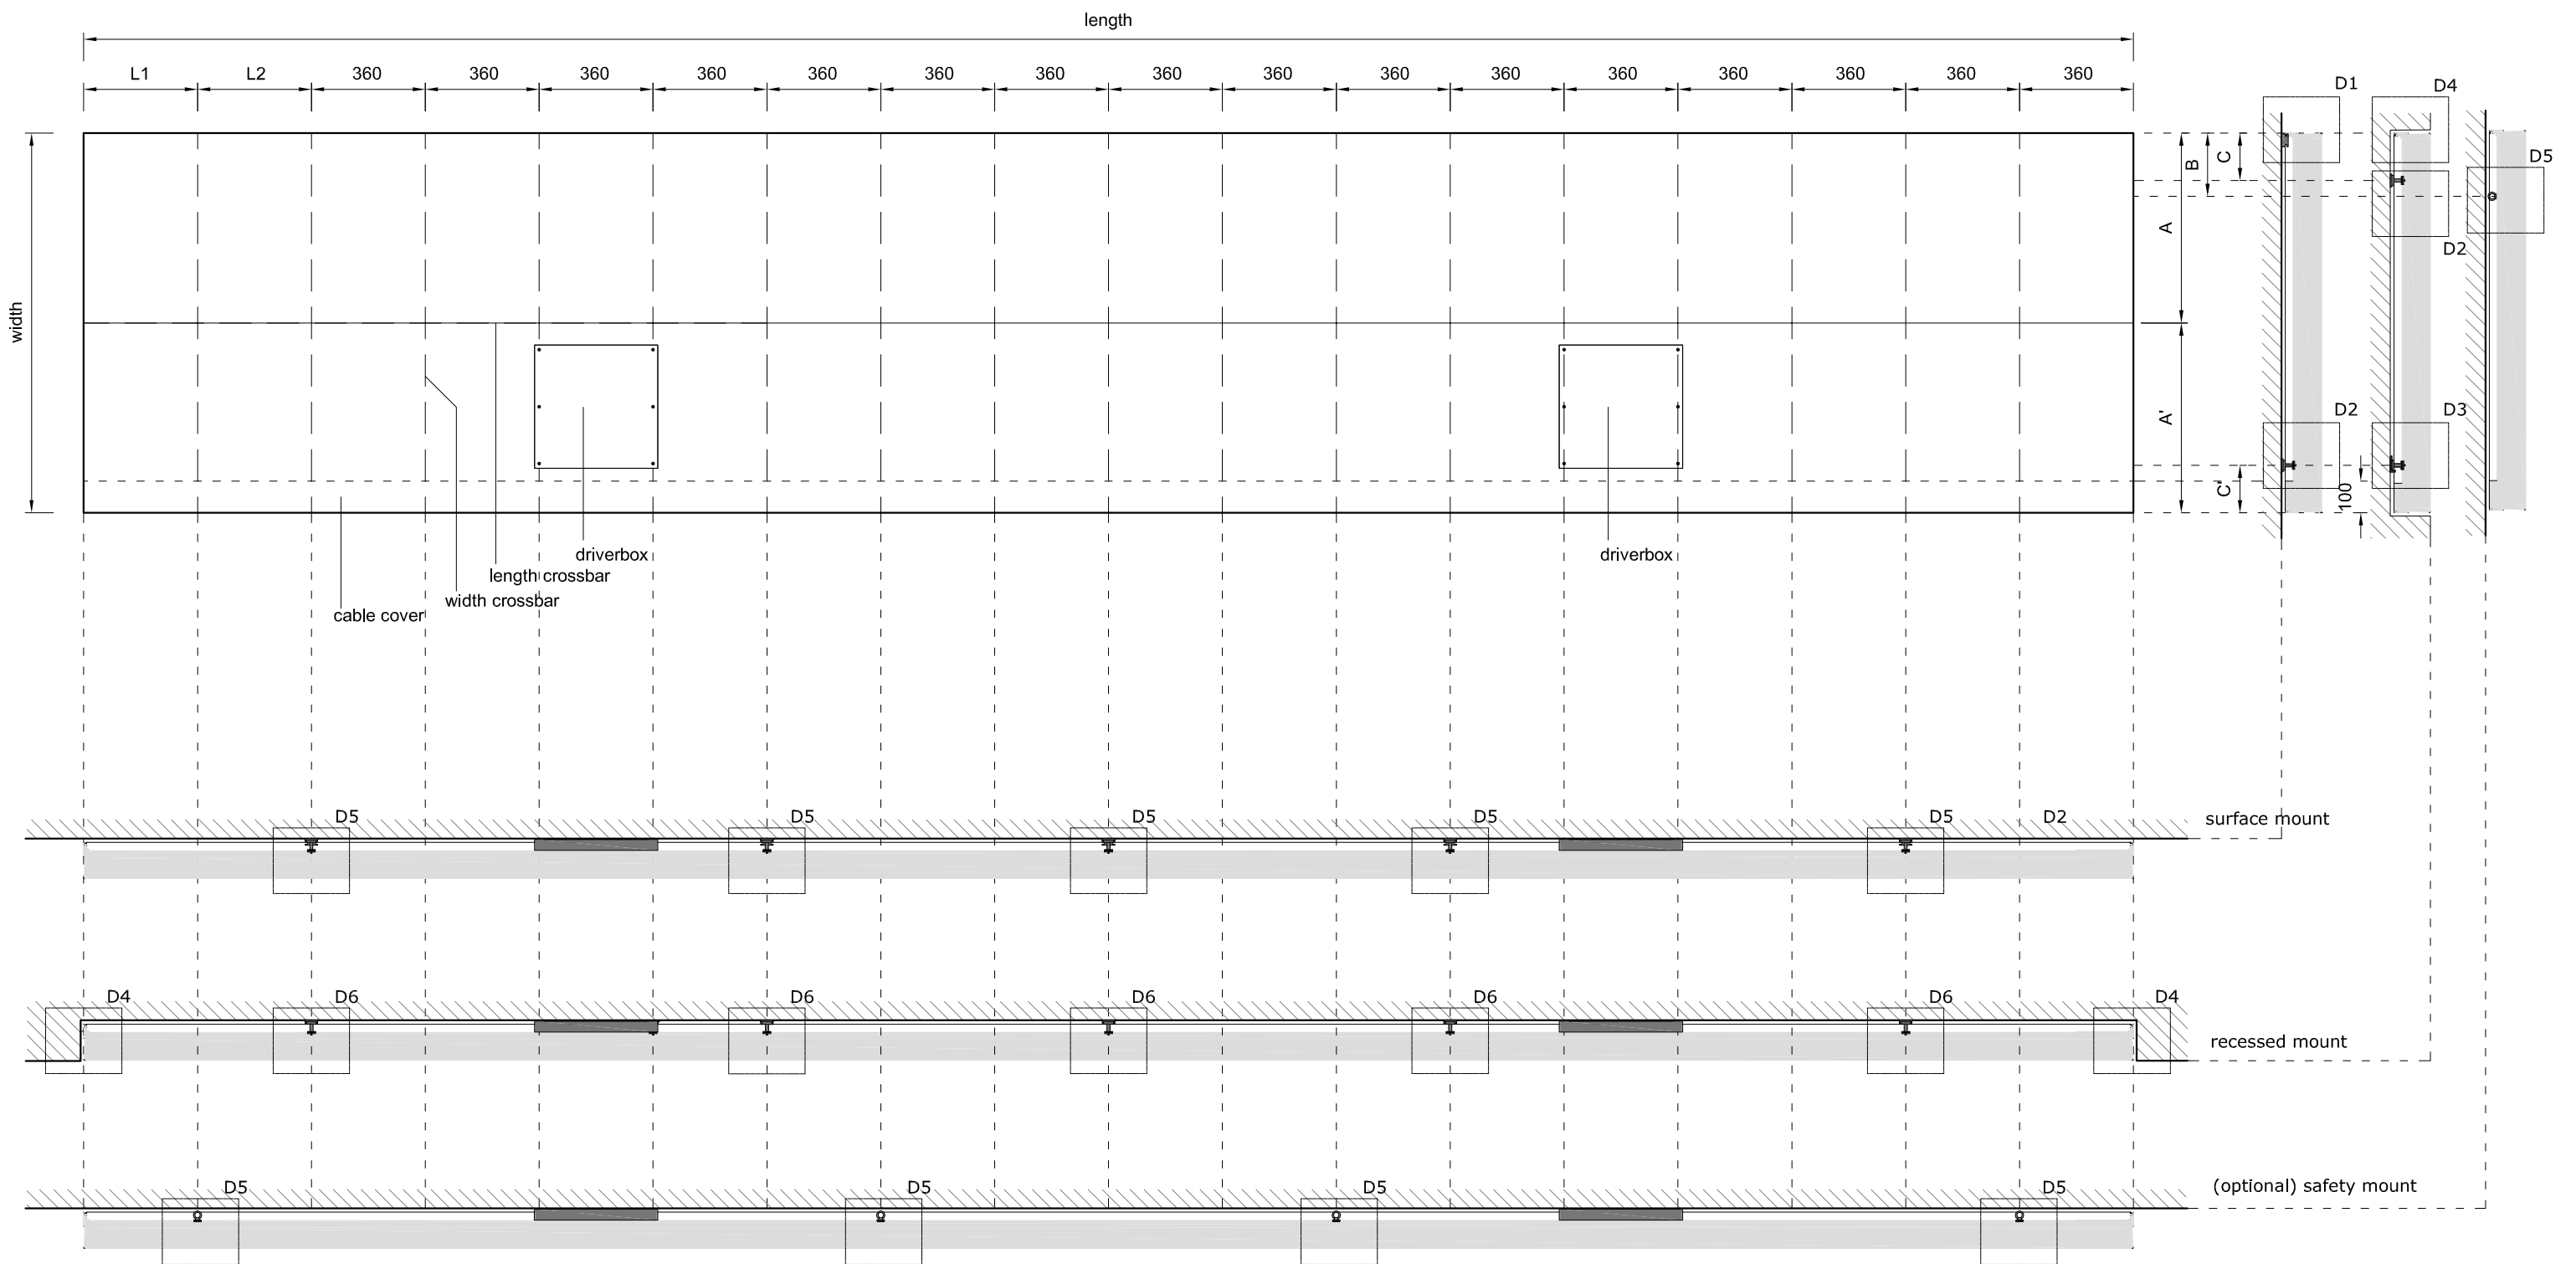 length
L1 L2 360 360 360 360 360 360 360 360 360 360 360 360 360 360 360 360
D1 D4
B C
D5
A
D2
width
D2 D3
A'
C' 100
driverbox driverbox
length crossbar
width crossbar
cable cover
D5 D5 D5 D5 D5 D2 surface mount
D4 D6 D6 D6 D6 D6 D4
recessed mount
D5 D5 D5 D5 (optional) safety mount